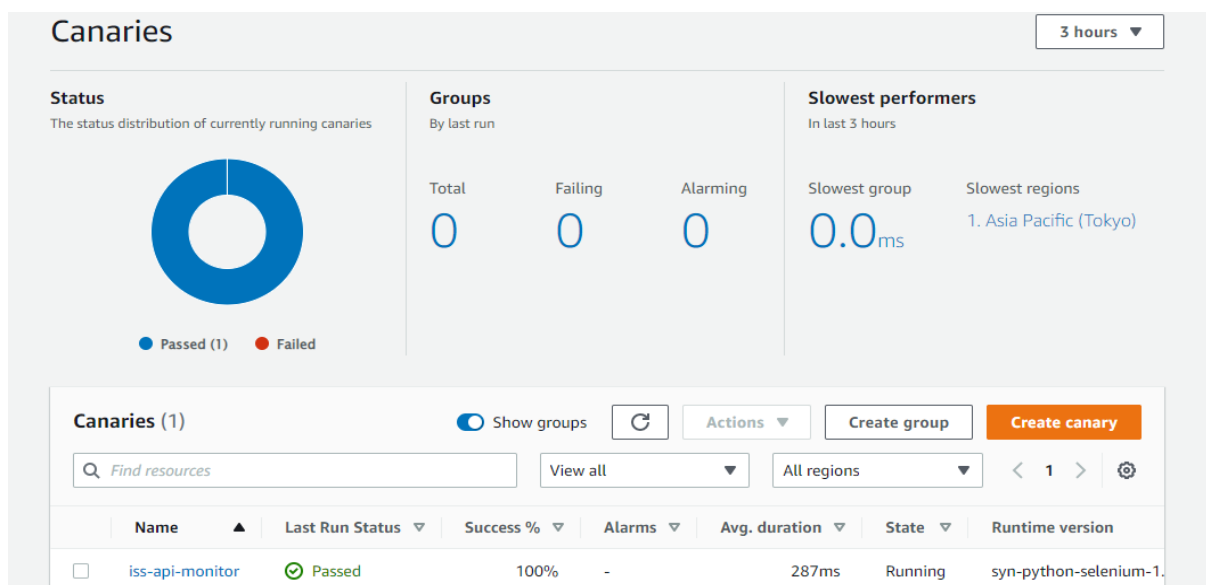 Canaries
3 hours
Status
The status distribution of currently running canaries
Passed (1) Failed
Groups
By last run
Total Failing Alarming
0 0 0
Slowest performers
In last 3 hours
Slowest group Slowest regions
0.0ms 1. Asia Pacific (Tokyo)
Canaries (1) Show groups Actions Create group Create canary
Find resources View all All regions 1
Name Last Run Status Success % Alarms Avg. duration State Runtime version
iss-api-monitor Passed 100% - 287ms Running syn-python-selenium-1.